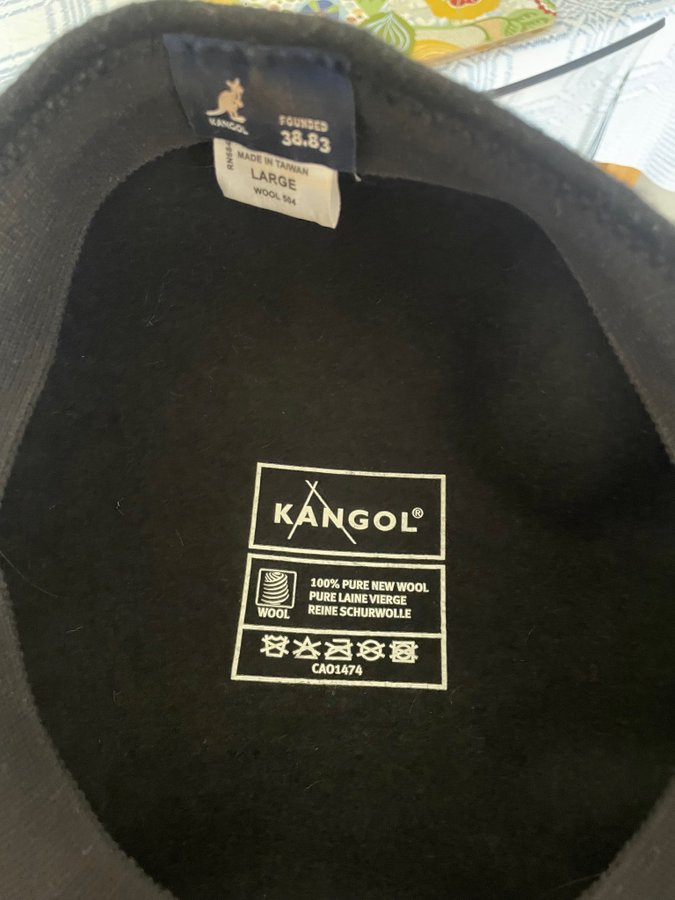 KANGOL
FOUNDED
38.83
MADE IN TAIWAN
LARGE
WOOL 504
KANGOL®
WOOL
100% PURE NEW WOOL
PURE LAINE VIERGE
REINE SCHURWOLLE
CAO1474